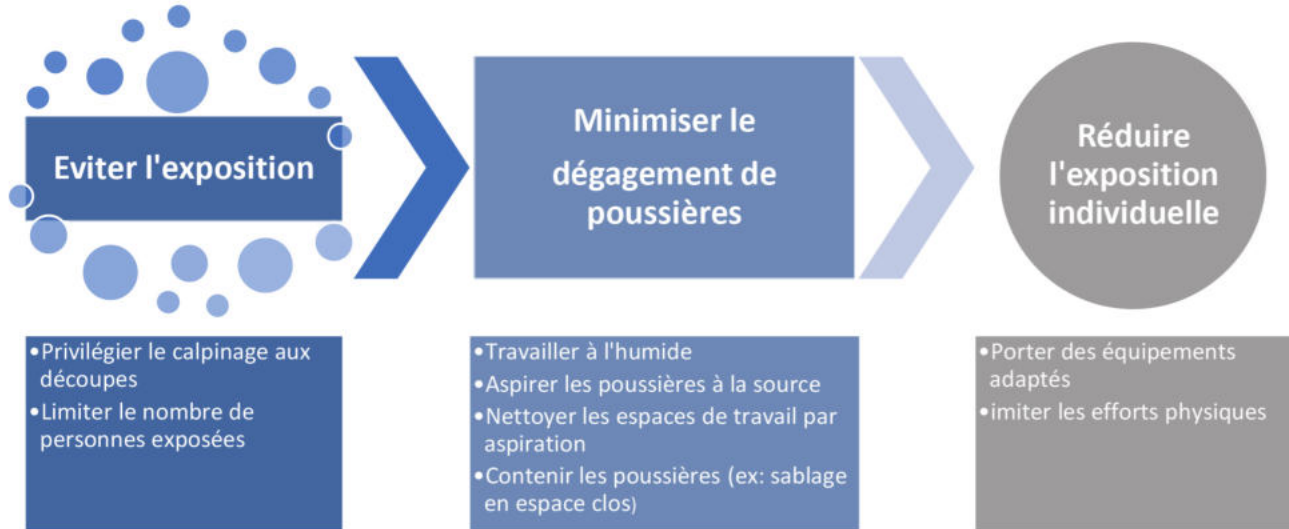 Eviter l'exposition
Minimiser le
dégagement de
poussières
Réduire
l'exposition
individuelle
•Privilégier le calpinage aux
découpes
•Limiter le nombre de
personnes exposées
•Travailler à l'humide
•Aspirer les poussières à la source
•Nettoyer les espaces de travail par
aspiration
•Contenir les poussières (ex: sablage
en espace clos)
•Porter des équipements
adaptés
•imiter les efforts physiques